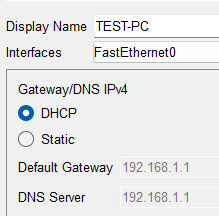 Display Name TEST-PC
Interfaces FastEthernet0
Gateway/DNS IPv4
DHCP
Static
Default Gateway 192.168.1.1
DNS Server 192.168.1.1